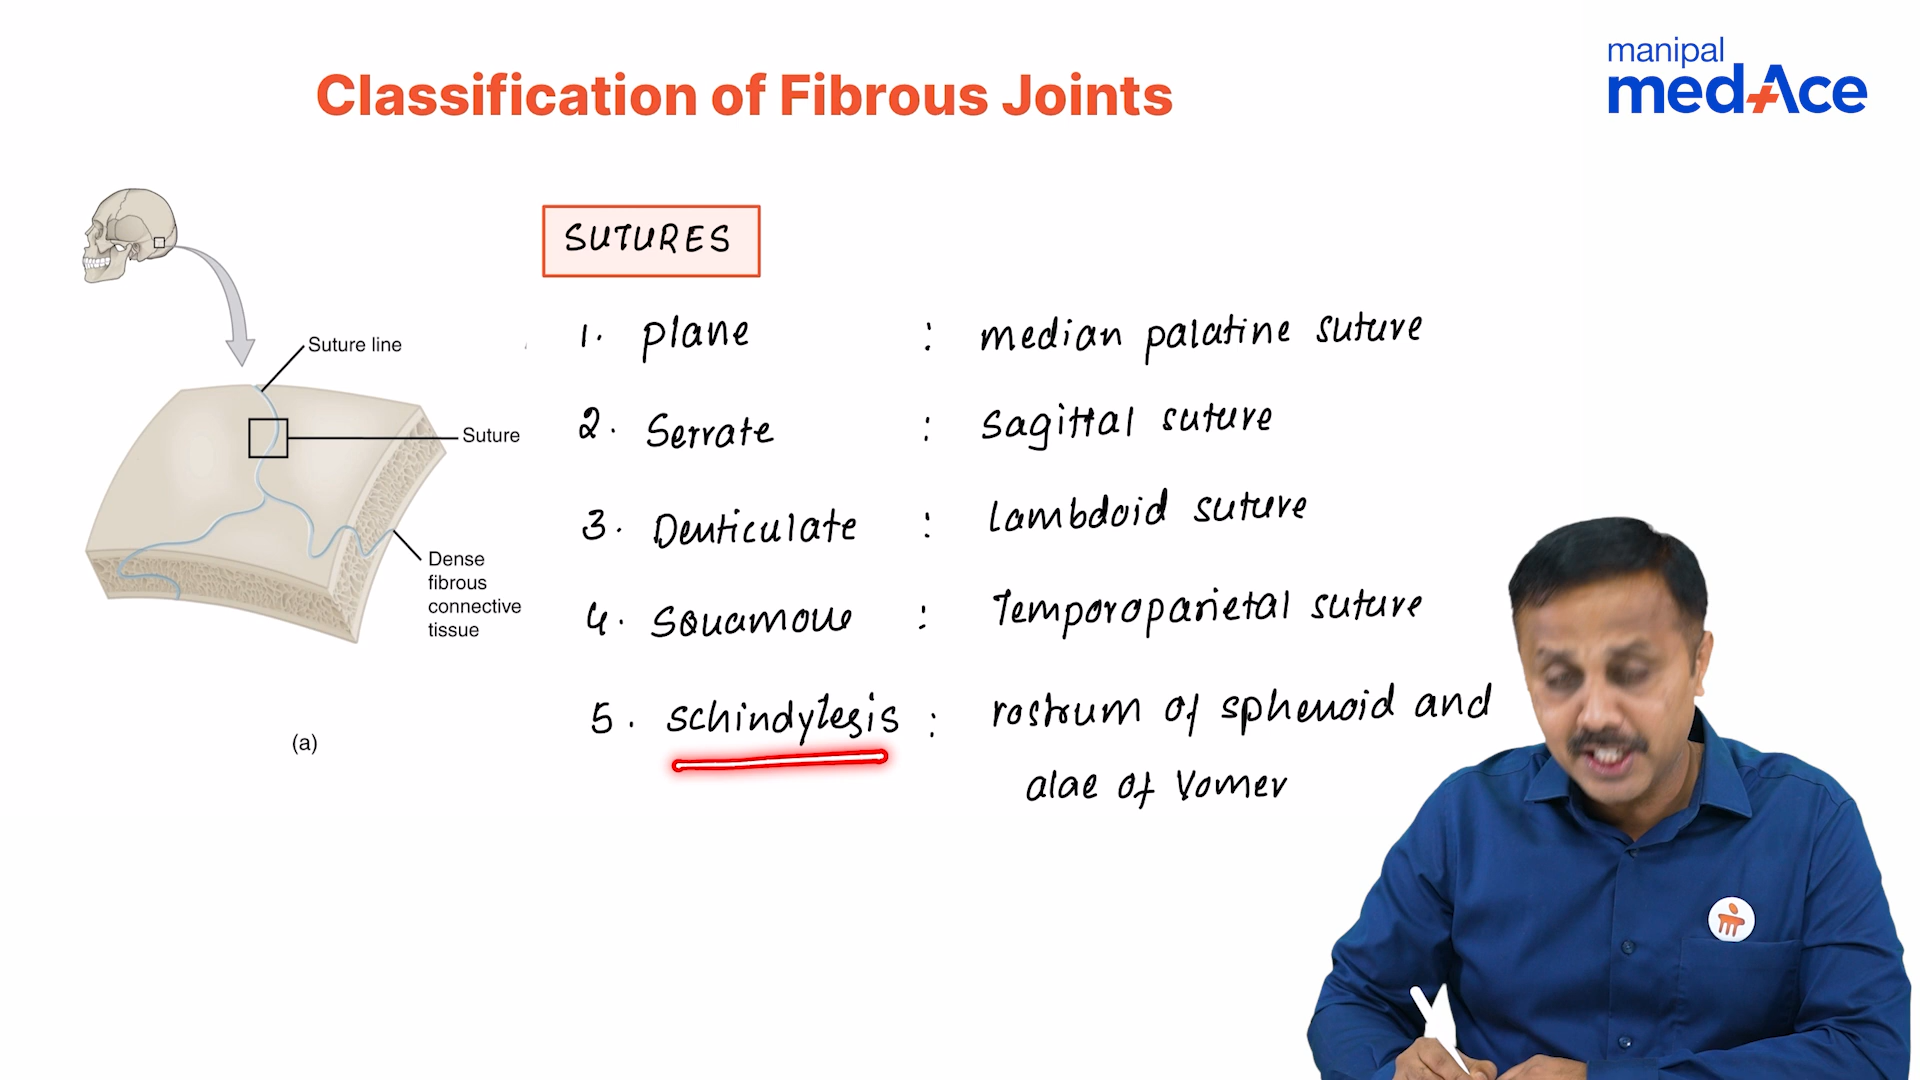 manipal
medAce
Classification of Fibrous Joints
SUTURES
Suture line
Suture
Dense
fibrous
connective
tissue
(a)
1. plane : median palatine suture
2. Serrate : sagittal suture
3. Denticulate : lambdoid suture
4. Squamous : Temporoparietal suture
5. schindylesis : rostrum of sphenoid and
alae of Vomer